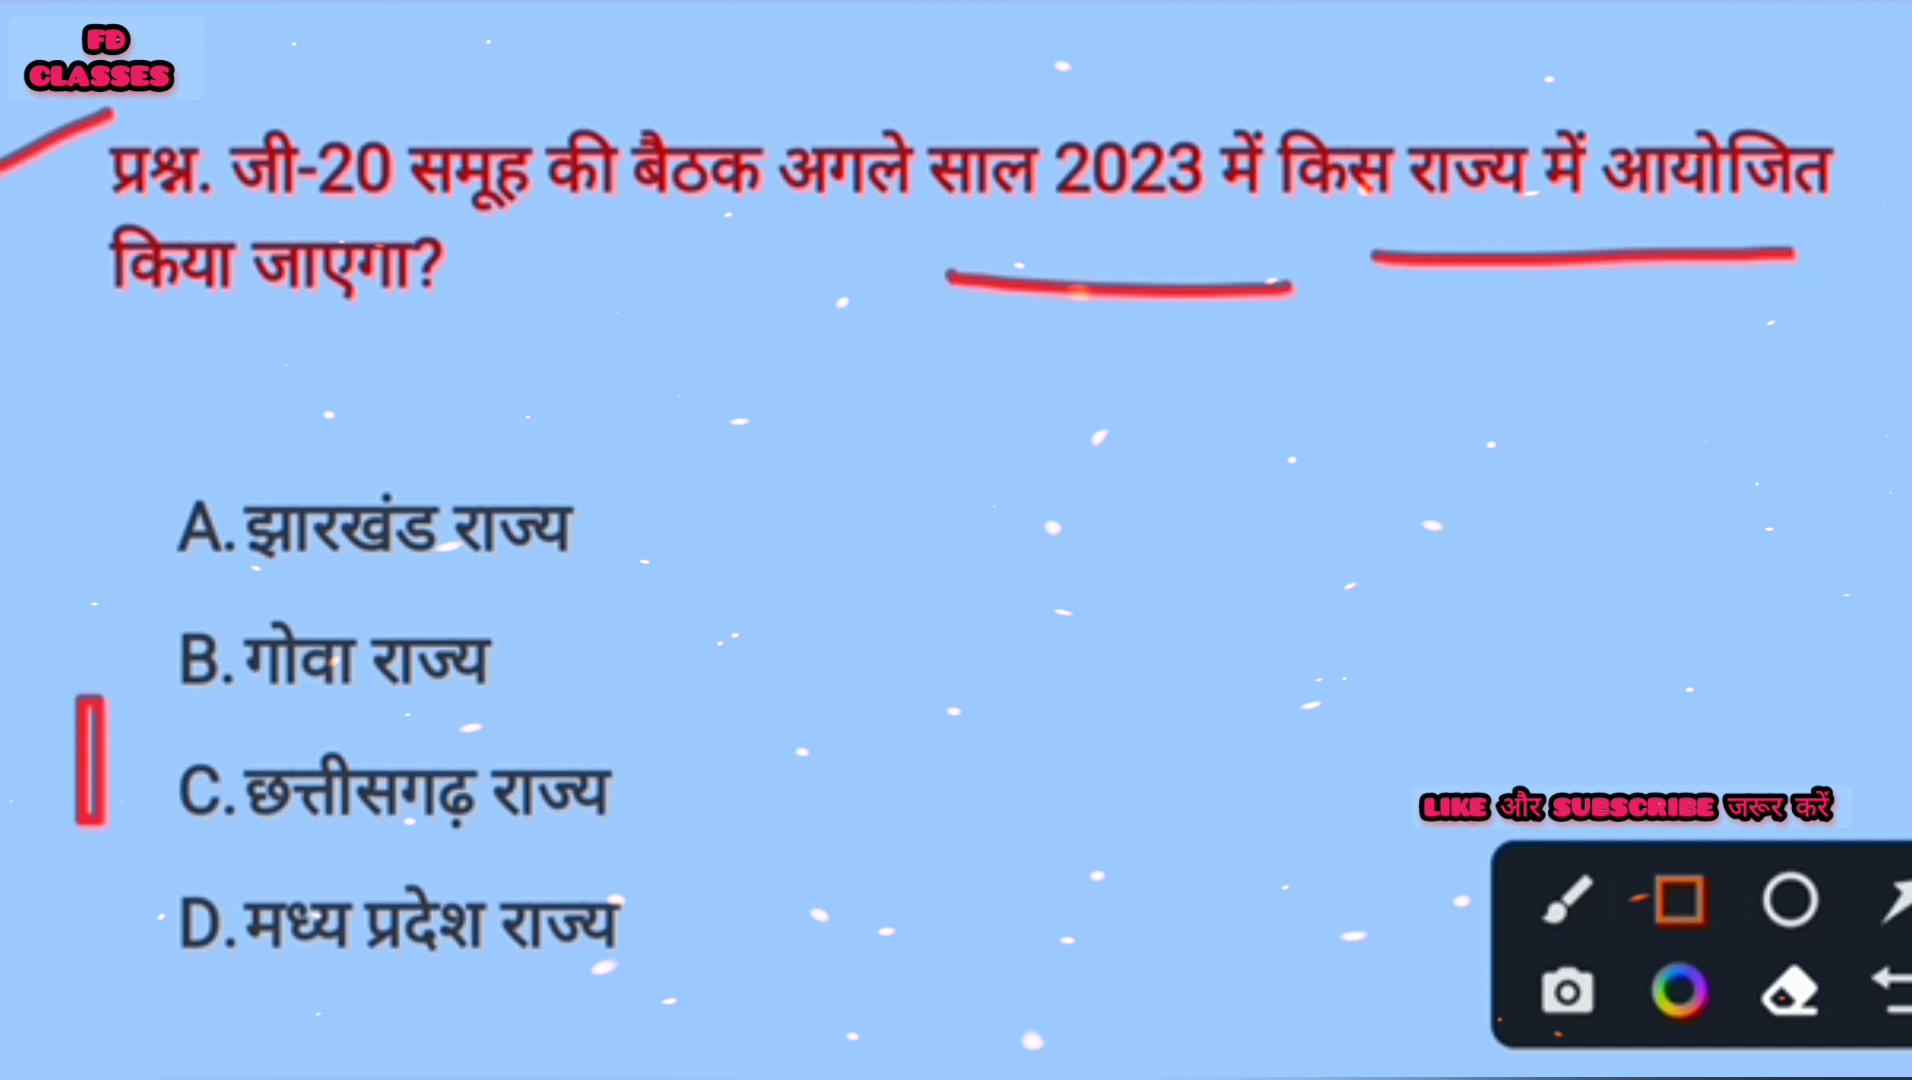 FD
CLASSES
प्रश्न. जी-20 समूह की बैठक अगले साल 2023 में किस राज्य में आयोजित
किया जाएगा?
A. झारखंड राज्य
B. गोवा राज्य
C. छत्तीसगढ़ राज्य
D. मध्य प्रदेश राज्य
LIKE और SUBSCRIBE जरूर करें